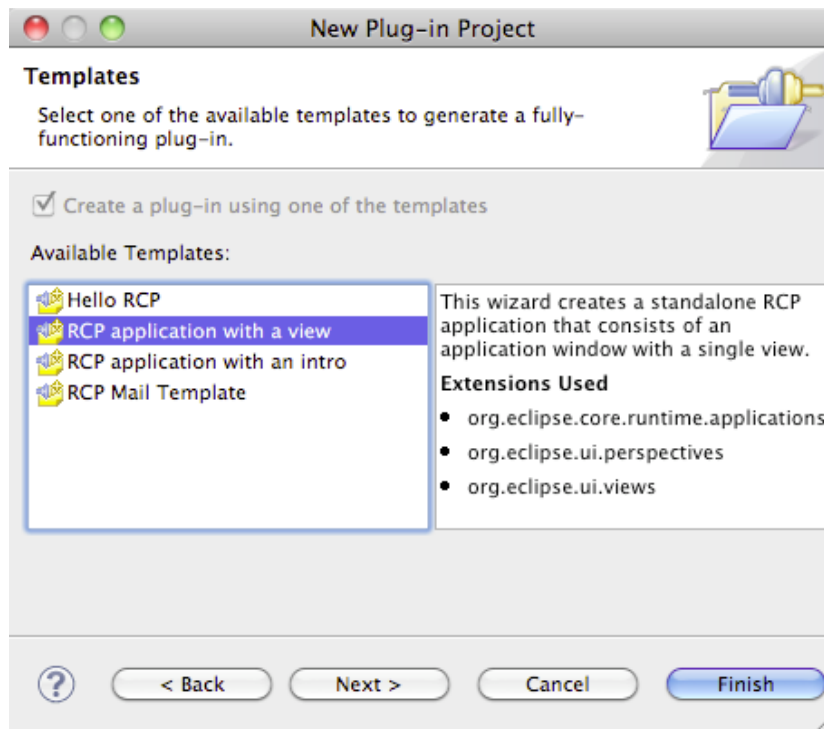 New Plug-in Project
Templates
Select one of the available templates to generate a fully-
functioning plug-in.
Create a plug-in using one of the templates
Available Templates:
Hello RCP
RCP application with a view
RCP application with an intro
RCP Mail Template
This wizard creates a standalone RCP
application that consists of an
application window with a single view.
Extensions Used
• org.eclipse.core.runtime.applications
• org.eclipse.ui.perspectives
• org.eclipse.ui.views
? < Back Next > Cancel Finish